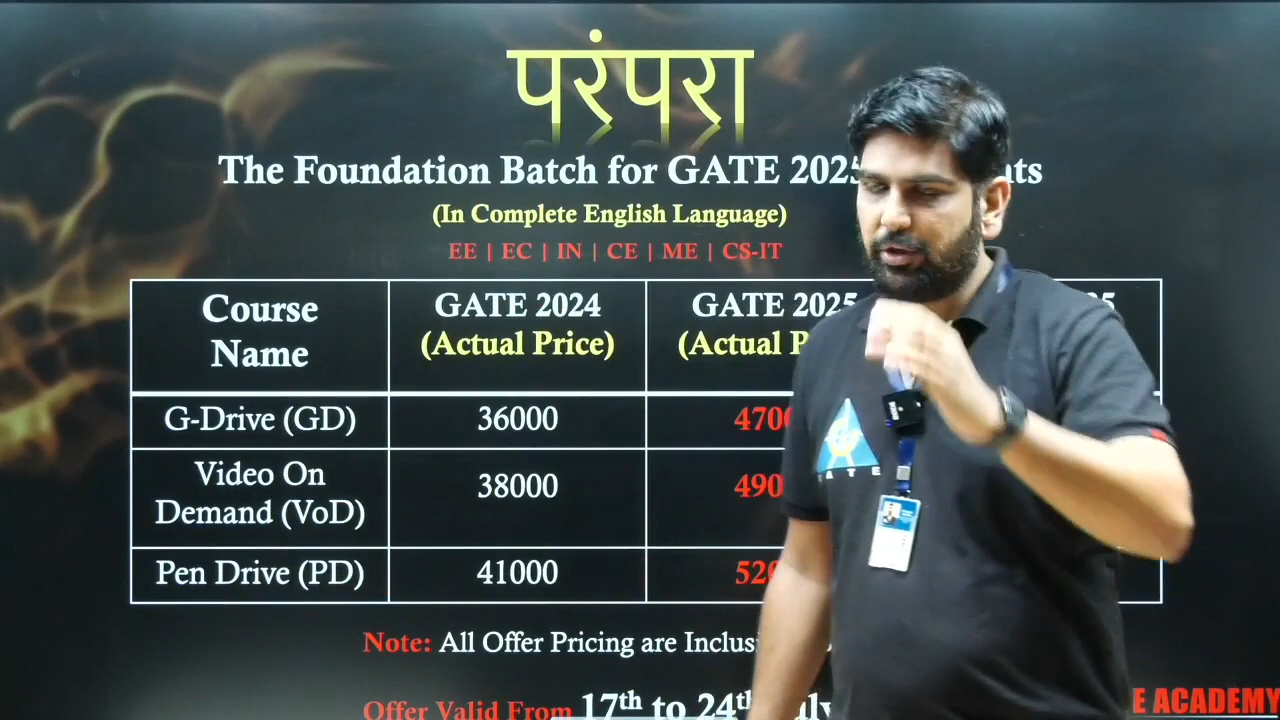 परंपरा
The Foundation Batch for GATE 2025
(In Complete English Language)
EE | EC | IN | CE | ME | CS-IT
Course Name
GATE 2024 (Actual Price)
GATE 2025 (Actual
G-Drive (GD)
36000
Video On Demand (VoD)
38000
Pen Drive (PD)
41000
Note: All Offer Pricing are
Offer Valid From 17th to 24th
E ACADEMY